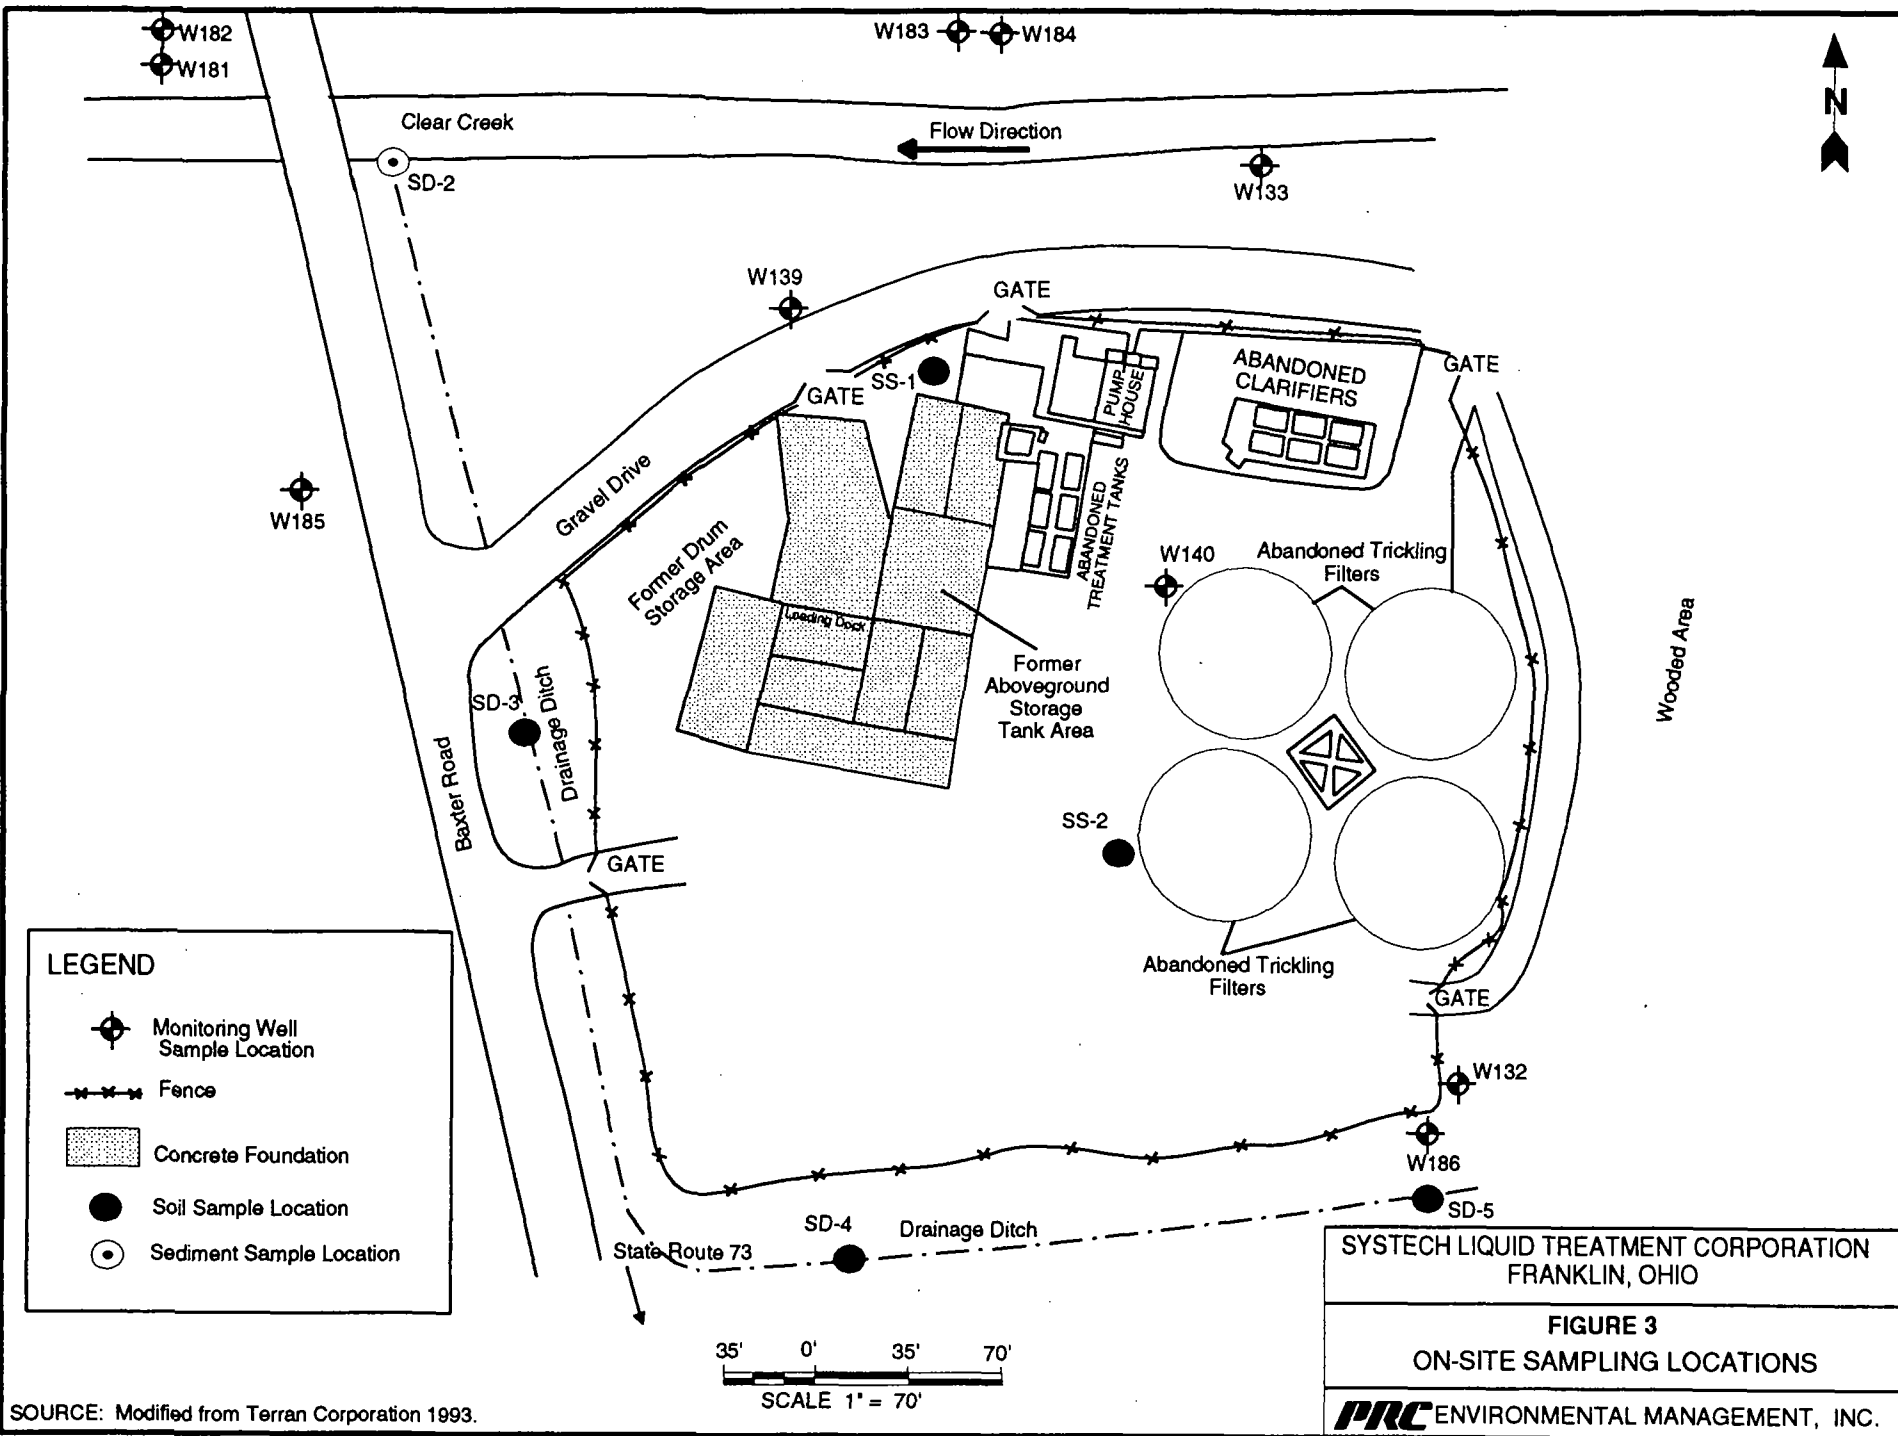 W182
W181
W183
W184
N
Clear Creek
Flow Direction
SD-2
W133
W139
GATE
GATE
SS-1
GATE
PUMP
HOUSE
ABANDONED
CLARIFIERS
Gravel Drive
W185
Former Drum
Storage Area
ABANDONED
TREATMENT TANKS
W140
Abandoned Trickling
Filters
Loading Dock
Former
Aboveground
Storage
Tank Area
Wooded Area
SD-3
Drainage Ditch
Baxter Road
SS-2
GATE
Abandoned Trickling
Filters
GATE
W132
W186
SD-5
SD-4
Drainage Ditch
State Route 73
LEGEND
Monitoring Well
Sample Location
Fence
Concrete Foundation
Soil Sample Location
Sediment Sample Location
35' 0' 35' 70'
SCALE 1" = 70'
SOURCE: Modified from Terran Corporation 1993.
SYSTECH LIQUID TREATMENT CORPORATION
FRANKLIN, OHIO
FIGURE 3
ON-SITE SAMPLING LOCATIONS
PRC ENVIRONMENTAL MANAGEMENT, INC.